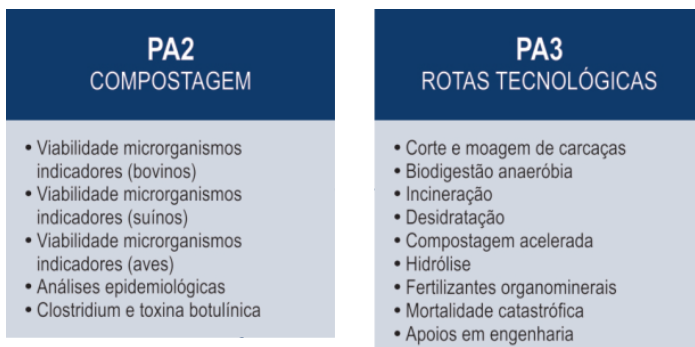 PA2
COMPOSTAGEM
• Viabilidade microrganismos
indicadores (bovinos)
• Viabilidade microrganismos
indicadores (suínos)
• Viabilidade microrganismos
indicadores (aves)
• Análises epidemiológicas
• Clostridium e toxina botulínica
PA3
ROTAS TECNOLÓGICAS
• Corte e moagem de carcaças
• Biodigestão anaeróbia
• Incineração
• Desidratação
• Compostagem acelerada
• Hidrólise
• Fertilizantes organominerais
• Mortalidade catastrófica
• Apoios em engenharia